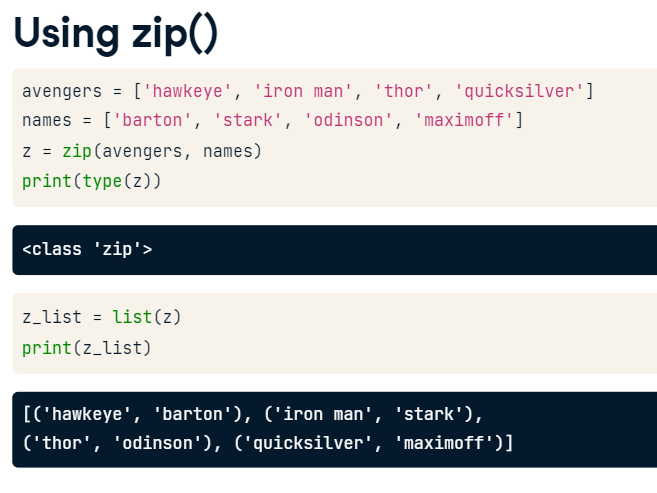 Using zip()
avengers = ['hawkeye', 'iron man', 'thor', 'quicksilver']
names = ['barton', 'stark', 'odinson', 'maximoff']
z = zip(avengers, names)
print(type(z))
<class 'zip'>
z_list = list(z)
print(z_list)
[('hawkeye', 'barton'), ('iron man', 'stark'),
('thor', 'odinson'), ('quicksilver', 'maximoff')]